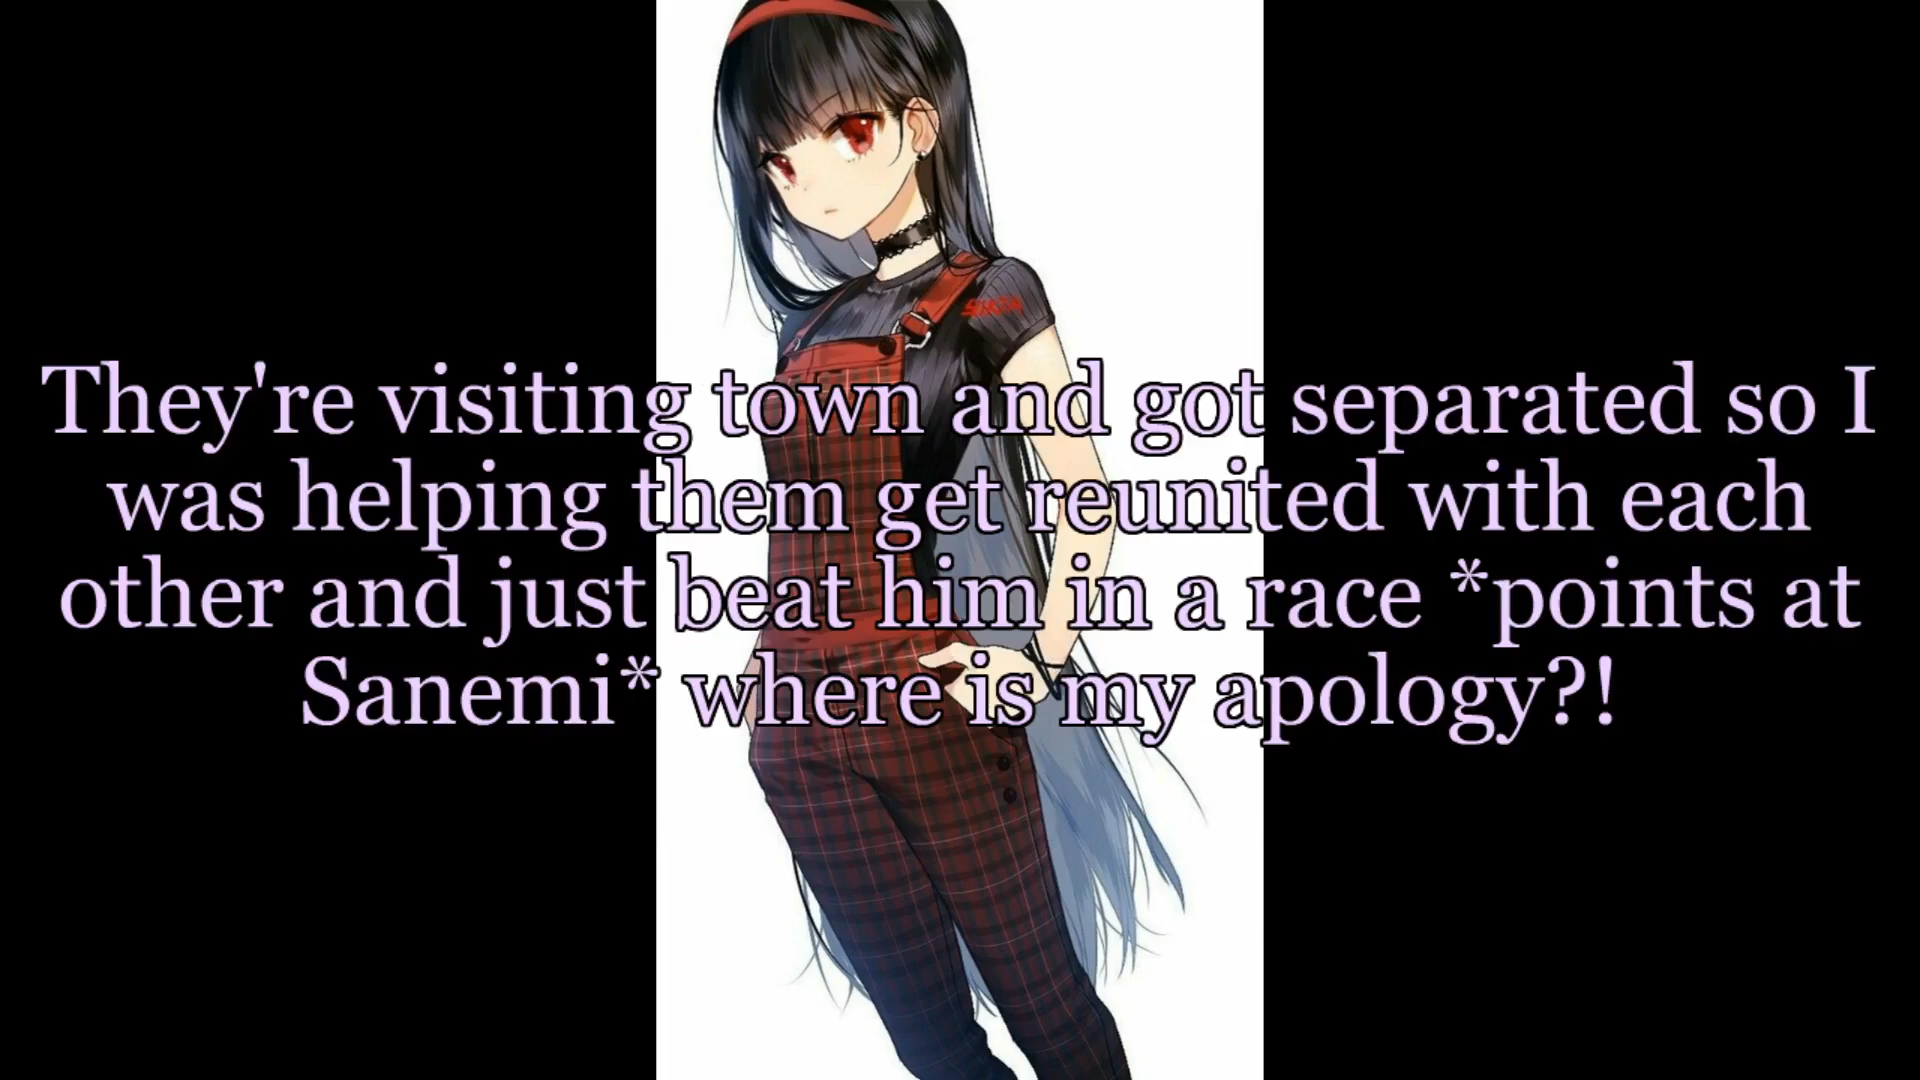 They're visiting town and got separated so I
was helping them get reunited with each
other and just beat him in a race *points at
Sanemi* where is my apology?!